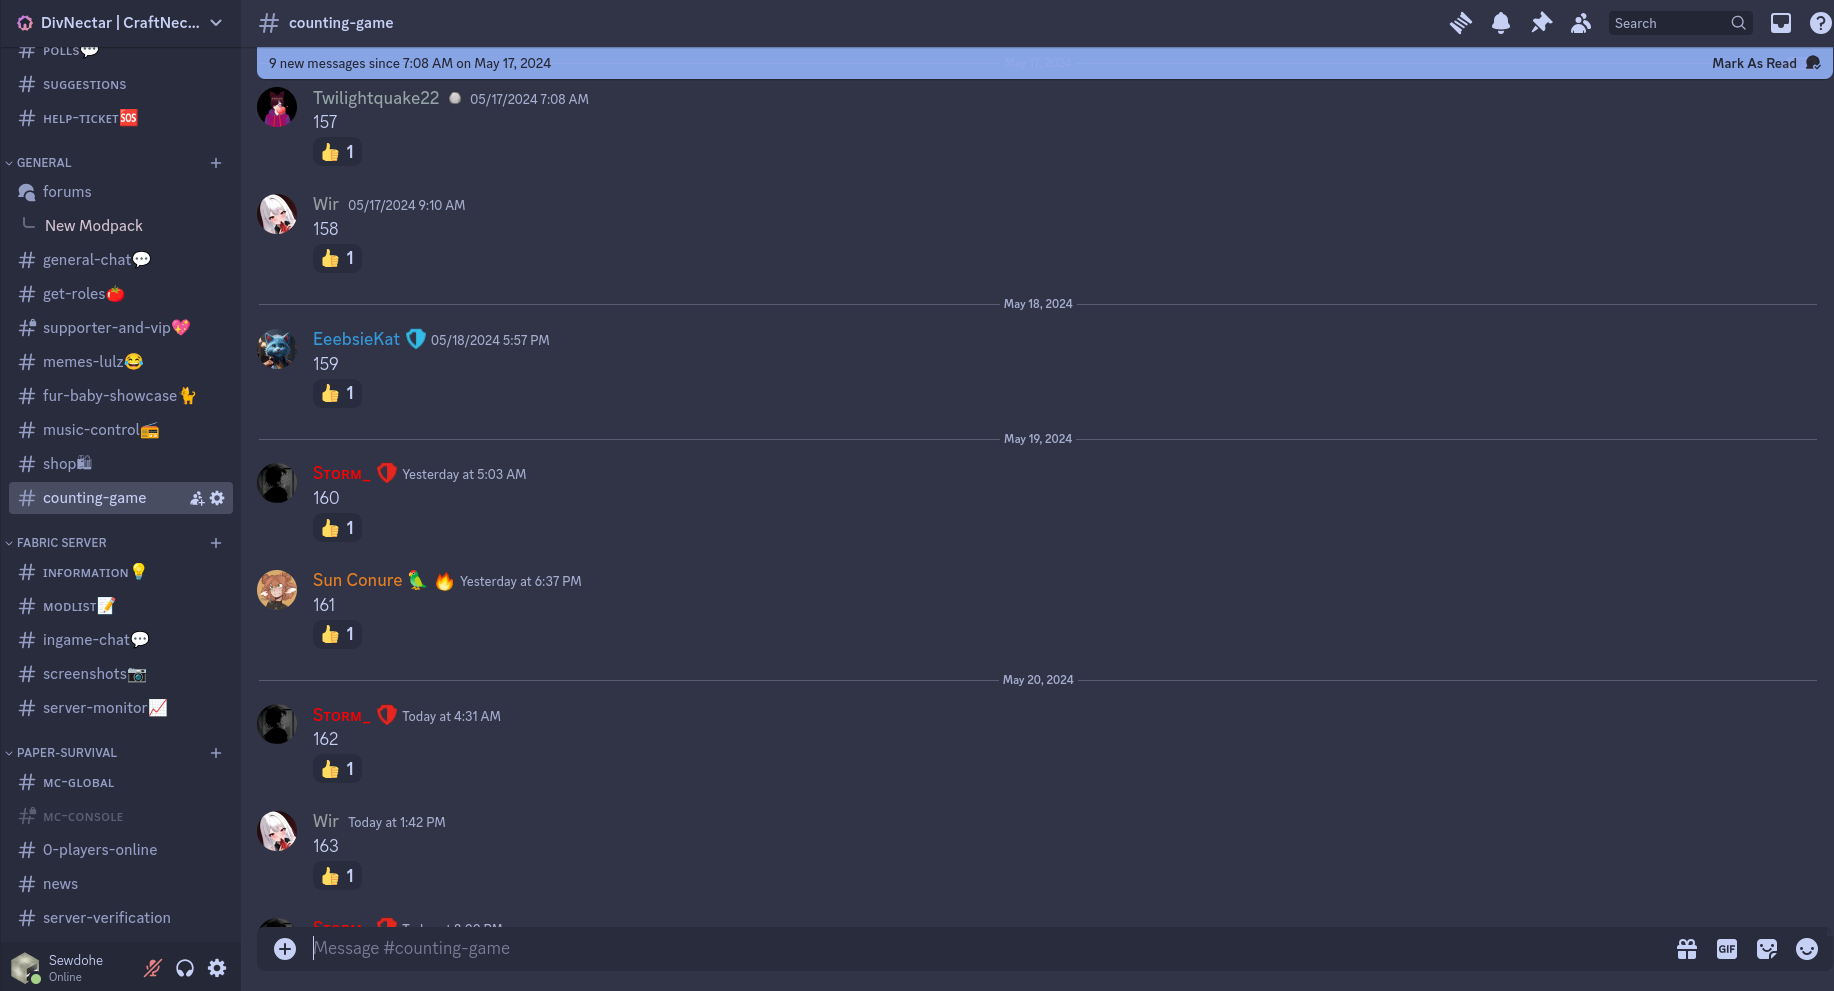 DivNectar | CraftNec...
POLLS💬
SUGGESTIONS
HELP-TICKET🆘
GENERAL
forums
New Modpack
general-chat💬
get-roles🍅
supporter-and-vip💖
memes-lulz😂
fur-baby-showcase🐈
music-control📻
shop🛍
counting-game
FABRIC SERVER
INFORMATION💡
MODLIST📝
ingame-chat💬
screenshots📷
server-monitor📈
PAPER-SURVIVAL
MC-GLOBAL
MC-CONSOLE
0-players-online
news
server-verification
Sewdohe
Online
counting-game
Search
9 new messages since 7:08 AM on May 17, 2024
May 17, 2024
Mark As Read
Twilightquake22 05/17/2024 7:08 AM
157
👍 1
Wir 05/17/2024 9:10 AM
158
👍 1
May 18, 2024
EeebsieKat 05/18/2024 5:57 PM
159
👍 1
May 19, 2024
STORM_ Yesterday at 5:03 AM
160
👍 1
Sun Conure 🦜 🔥 Yesterday at 6:37 PM
161
👍 1
May 20, 2024
STORM_ Today at 4:31 AM
162
👍 1
Wir Today at 1:42 PM
163
👍 1
STORM_
Message #counting-game
GIF